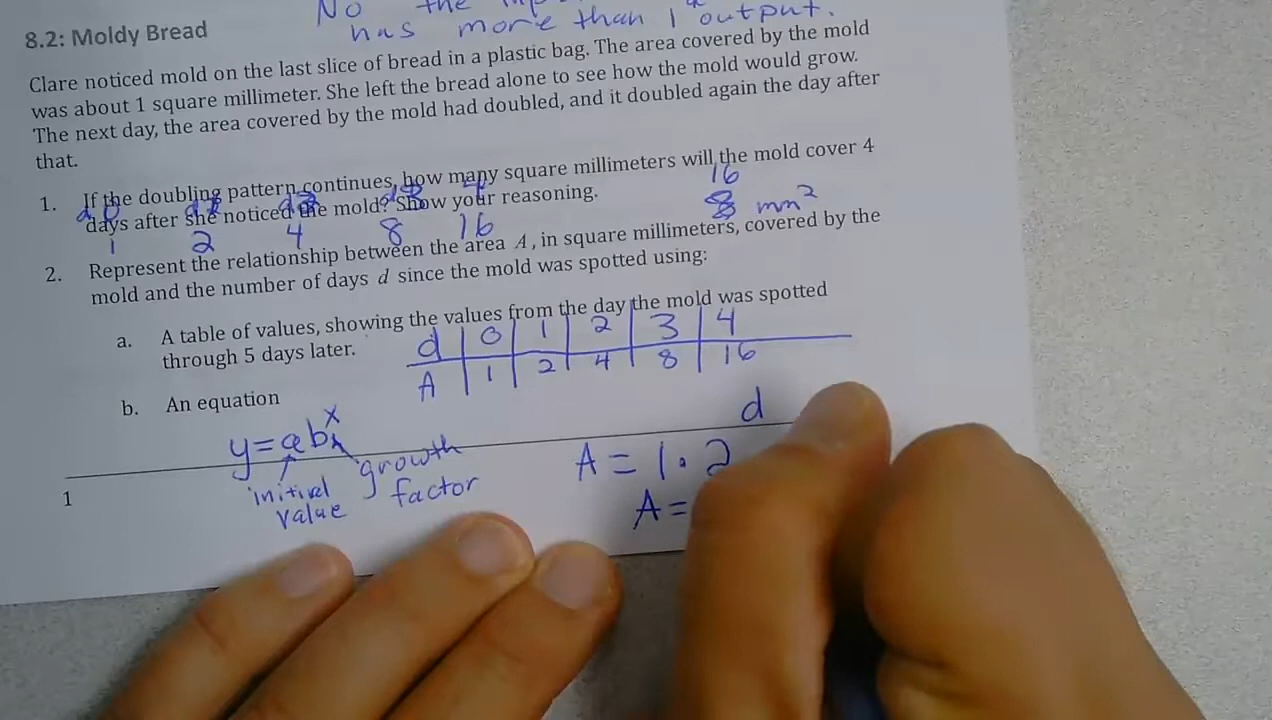 No the
has more than 1 output.
8.2: Moldy Bread
Clare noticed mold on the last slice of bread in a plastic bag. The area covered by the mold
was about 1 square millimeter. She left the bread alone to see how the mold would grow.
The next day, the area covered by the mold had doubled, and it doubled again the day after
that.
1. If the doubling pattern continues, how many square millimeters will the mold cover 4
days after she noticed the mold? Show your reasoning.
16
8 mm²
1 2 4 8 16
2. Represent the relationship between the area A, in square millimeters, covered by the
mold and the number of days d since the mold was spotted using:
a. A table of values, showing the values from the day the mold was spotted
through 5 days later.
d 0 1 2 3 4
A 1 2 4 8 16
b. An equation
y=abˣ
growth
factor
initial
value
A = 1·2ᵈ
A =
1